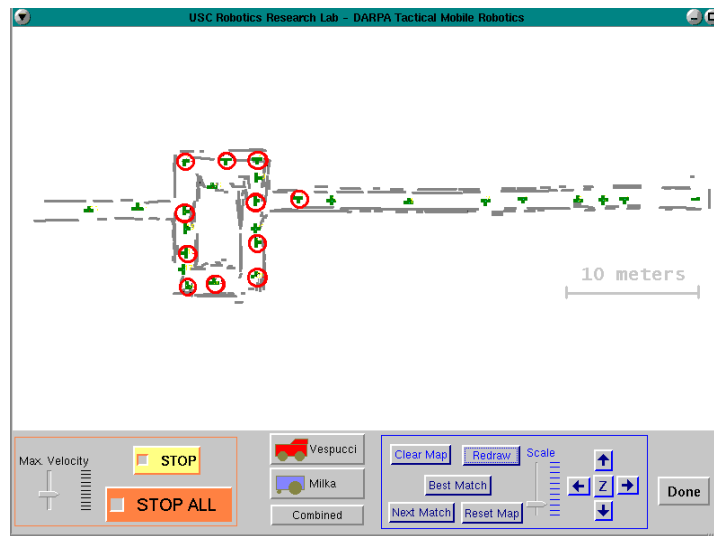 USC Robotics Research Lab - DARPA Tactical Mobile Robotics
10 meters
Max. Velocity
STOP
STOP ALL
Vespucci
Milka
Combined
Clear Map
Redraw
Scale
Best Match
Next Match
Reset Map
Z
Done